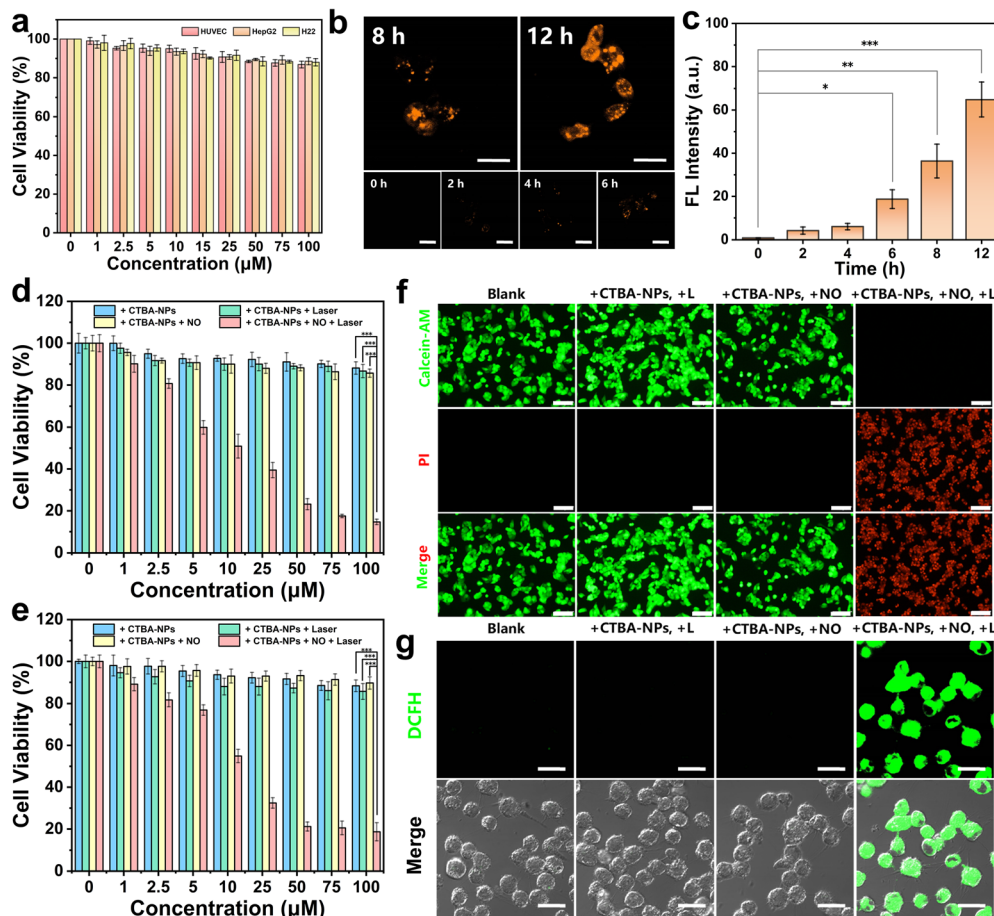 a
Cell Viability (%)
120
100
80
60
40
20
0
HUVEC HepG2 H22
0 1 2.5 5 10 15 25 50 75 100
Concentration (μM)
b
8 h
12 h
0 h
2 h
4 h
6 h
c
FL Intensity (a.u.)
100
80
60
40
20
0
***
**
*
0 2 4 6 8 12
Time (h)
d
Cell Viability (%)
120
100
80
60
40
20
0
+ CTBA-NPs + CTBA-NPs + Laser
+ CTBA-NPs + NO + CTBA-NPs + NO + Laser
***
***
***
0 1 2.5 5 10 25 50 75 100
Concentration (μM)
e
Cell Viability (%)
120
100
80
60
40
20
0
+ CTBA-NPs + CTBA-NPs + Laser
+ CTBA-NPs + NO + CTBA-NPs + NO + Laser
***
***
***
0 1 2.5 5 10 25 50 75 100
Concentration (μM)
f
Blank +CTBA-NPs, +L +CTBA-NPs, +NO +CTBA-NPs, +NO, +L
Calcein-AM
PI
Merge
g
Blank +CTBA-NPs, +L +CTBA-NPs, +NO +CTBA-NPs, +NO, +L
DCFH
Merge